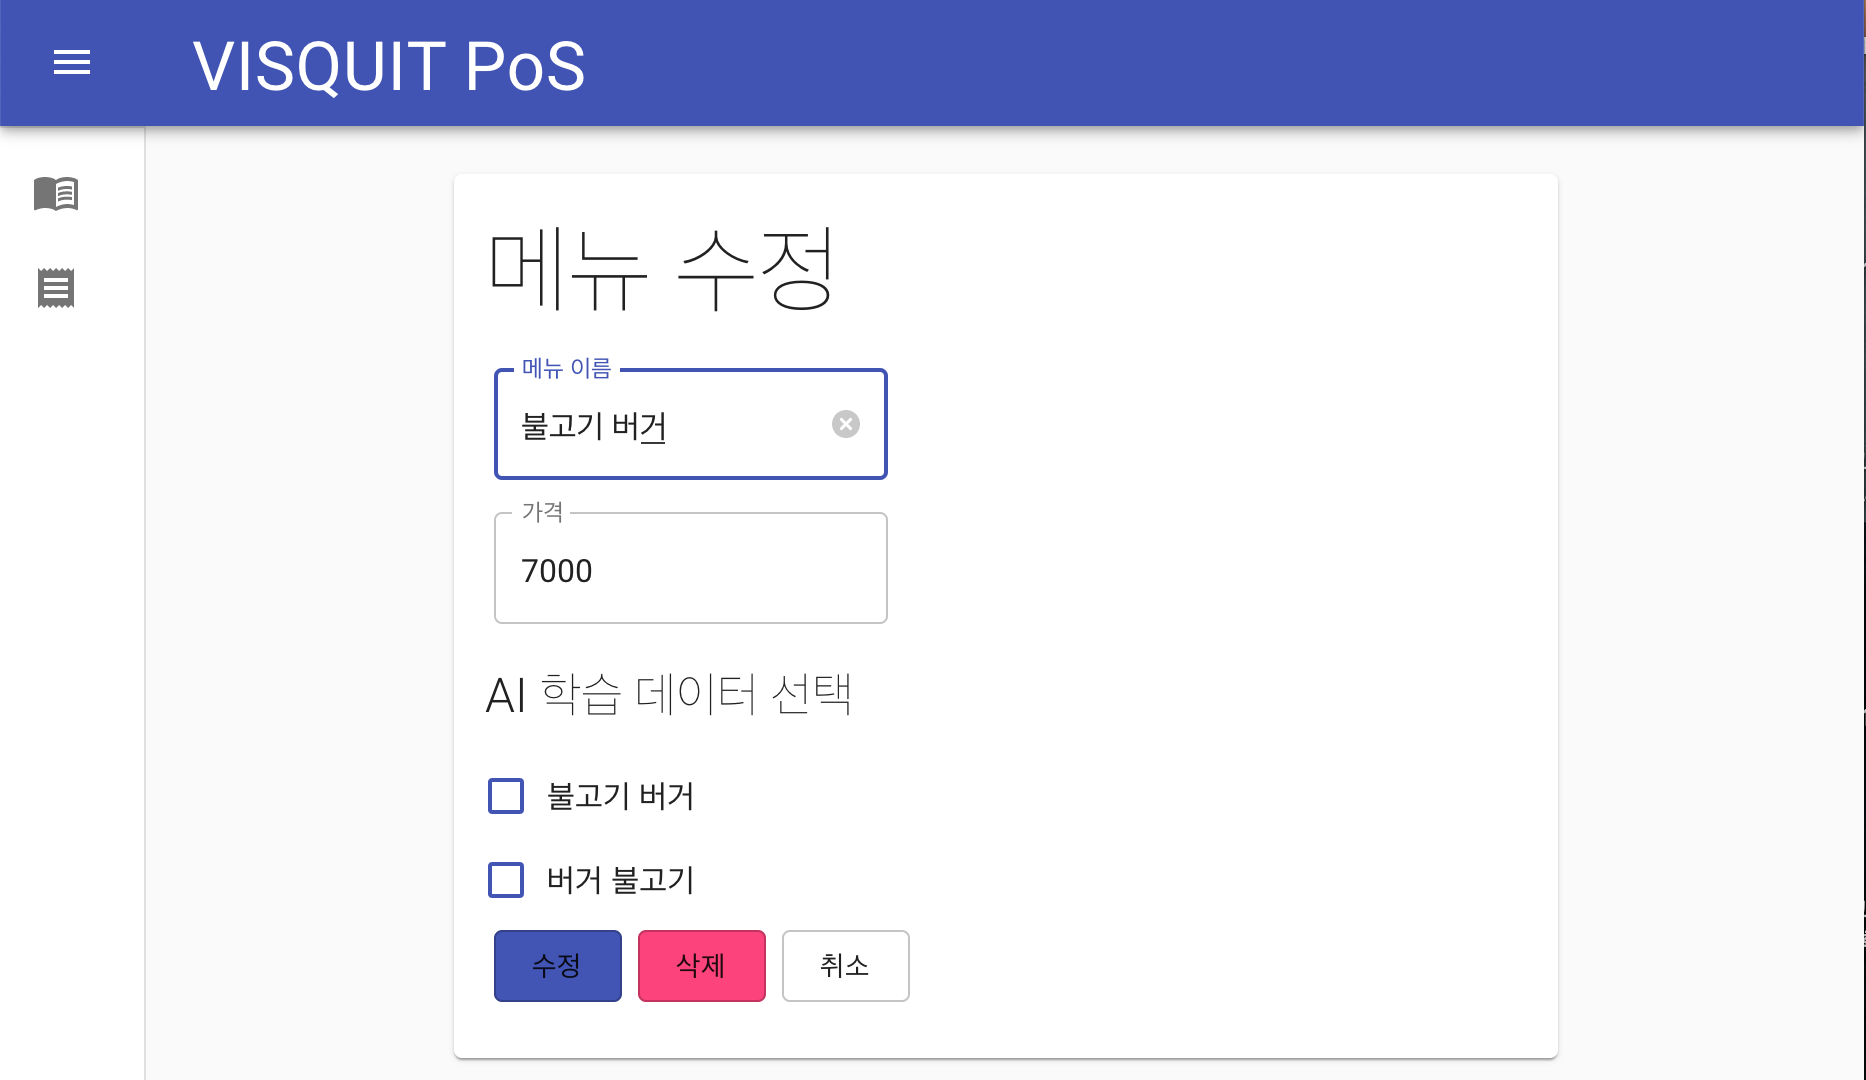 VISQUIT PoS
메뉴 수정
메뉴 이름
불고기 버거
가격
7000
AI 학습 데이터 선택
불고기 버거
버거 불고기
수정 삭제 취소